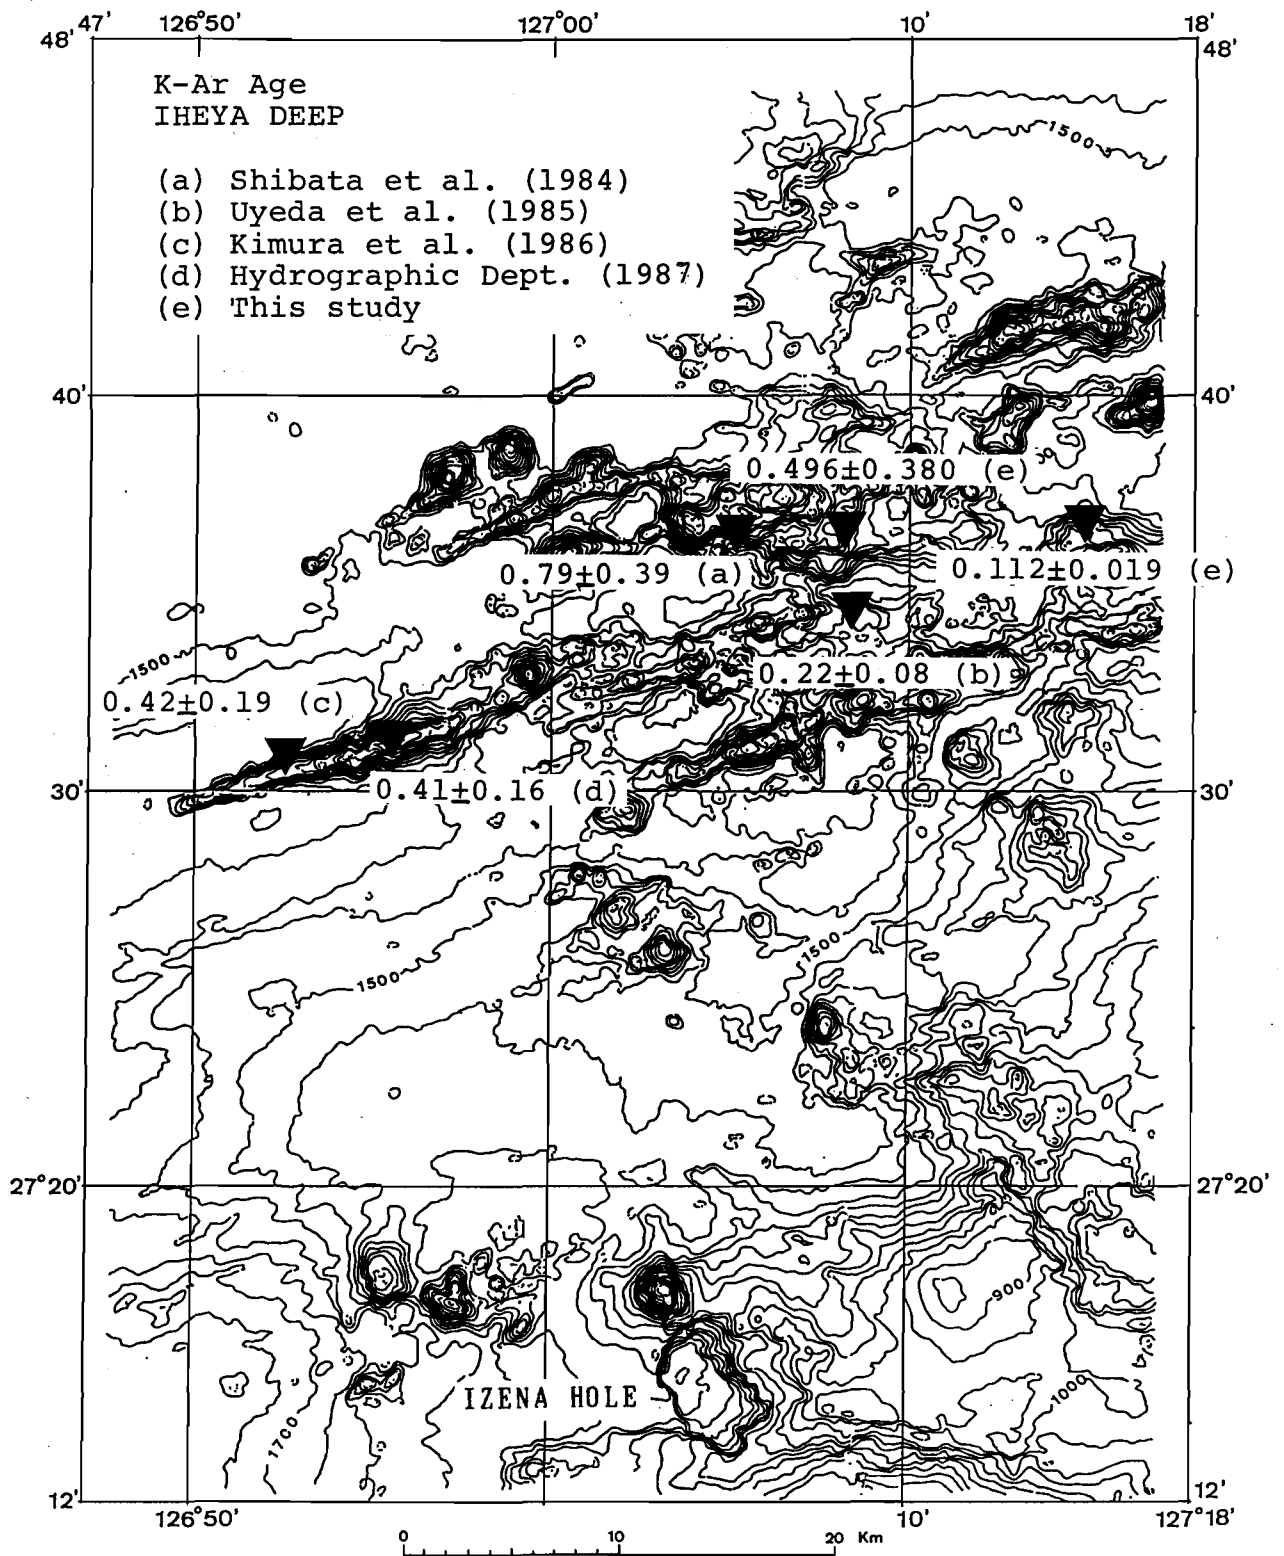 47' 126°50' 127°00' 10' 18'
48' 48'
K-Ar Age
IHEYA DEEP
(a) Shibata et al. (1984)
(b) Uyeda et al. (1985)
(c) Kimura et al. (1986)
(d) Hydrographic Dept. (1987)
(e) This study
1500
40' 40'
0.496±0.380 (e)
0.79±0.39 (a)
0.112±0.019 (e)
1500
0.22±0.08 (b)
0.42±0.19 (c)
0.41±0.16 (d)
30' 30'
1500
1500
27°20' 27°20'
900
IZENA HOLE
1000
1700
12' 12'
126°50' 10' 127°18'
0 10 20 Km